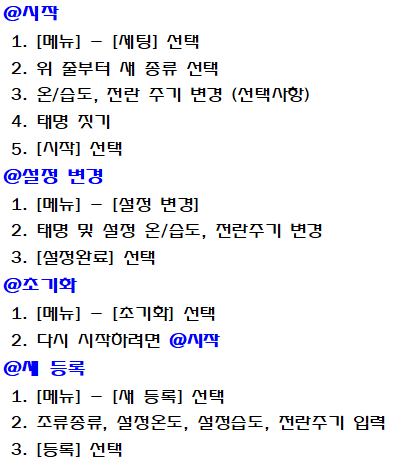 @시작
1. [메뉴] - [세팅] 선택
2. 위 줄부터 새 종류 선택
3. 온/습도, 전란 주기 변경 (선택사항)
4. 태명 짓기
5. [시작] 선택
@설정 변경
1. [메뉴] - [설정 변경]
2. 태명 및 설정 온/습도, 전란주기 변경
3. [설정완료] 선택
@초기화
1. [메뉴] - [초기화] 선택
2. 다시 시작하려면 @시작
@새 등록
1. [메뉴] - [새 등록] 선택
2. 조류종류, 설정온도, 설정습도, 전란주기 입력
3. [등록] 선택